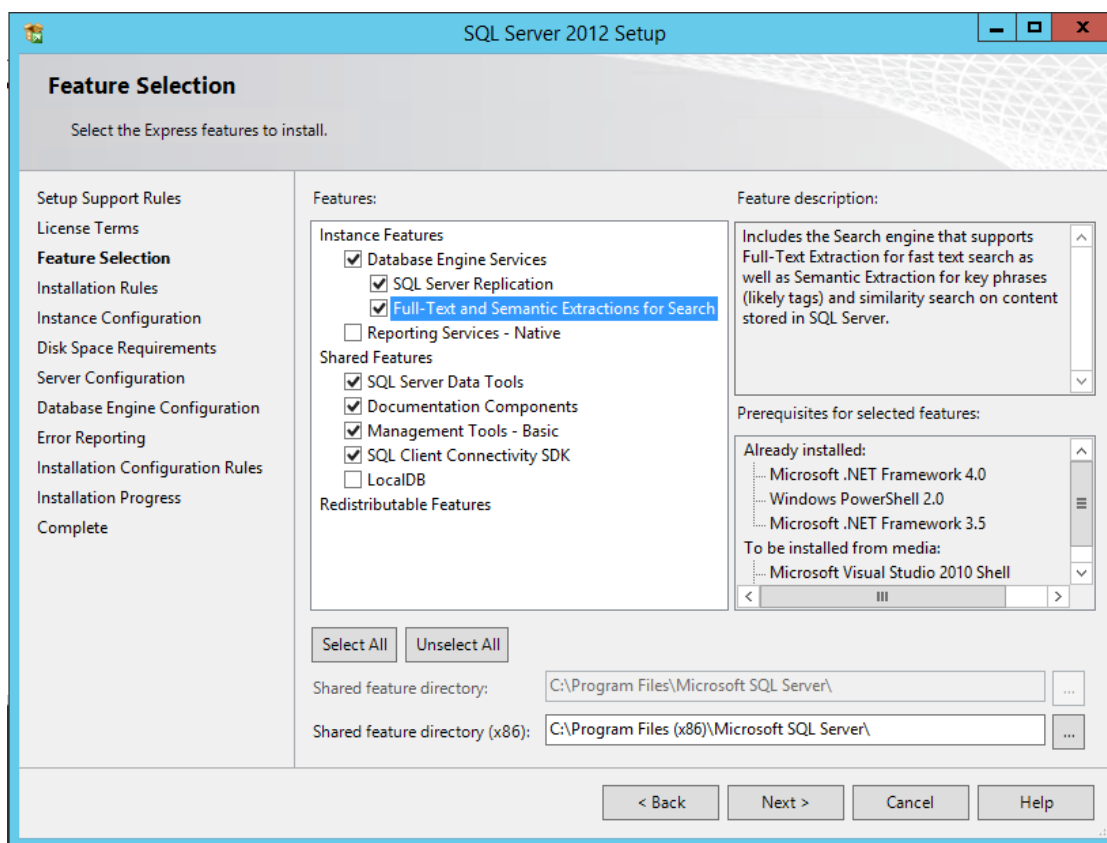 SQL Server 2012 Setup
Feature Selection
Select the Express features to install.
Setup Support Rules
License Terms
Feature Selection
Installation Rules
Instance Configuration
Disk Space Requirements
Server Configuration
Database Engine Configuration
Error Reporting
Installation Configuration Rules
Installation Progress
Complete
Features:
Instance Features
Database Engine Services
SQL Server Replication
Full-Text and Semantic Extractions for Search
Reporting Services - Native
Shared Features
SQL Server Data Tools
Documentation Components
Management Tools - Basic
SQL Client Connectivity SDK
LocalDB
Redistributable Features
Feature description:
Includes the Search engine that supports
Full-Text Extraction for fast text search as
well as Semantic Extraction for key phrases
(likely tags) and similarity search on content
stored in SQL Server.
Prerequisites for selected features:
Already installed:
Microsoft .NET Framework 4.0
Windows PowerShell 2.0
Microsoft .NET Framework 3.5
To be installed from media:
Microsoft Visual Studio 2010 Shell
Select All Unselect All
Shared feature directory: C:\Program Files\Microsoft SQL Server\ ...
Shared feature directory (x86): C:\Program Files (x86)\Microsoft SQL Server\ ...
< Back Next > Cancel Help